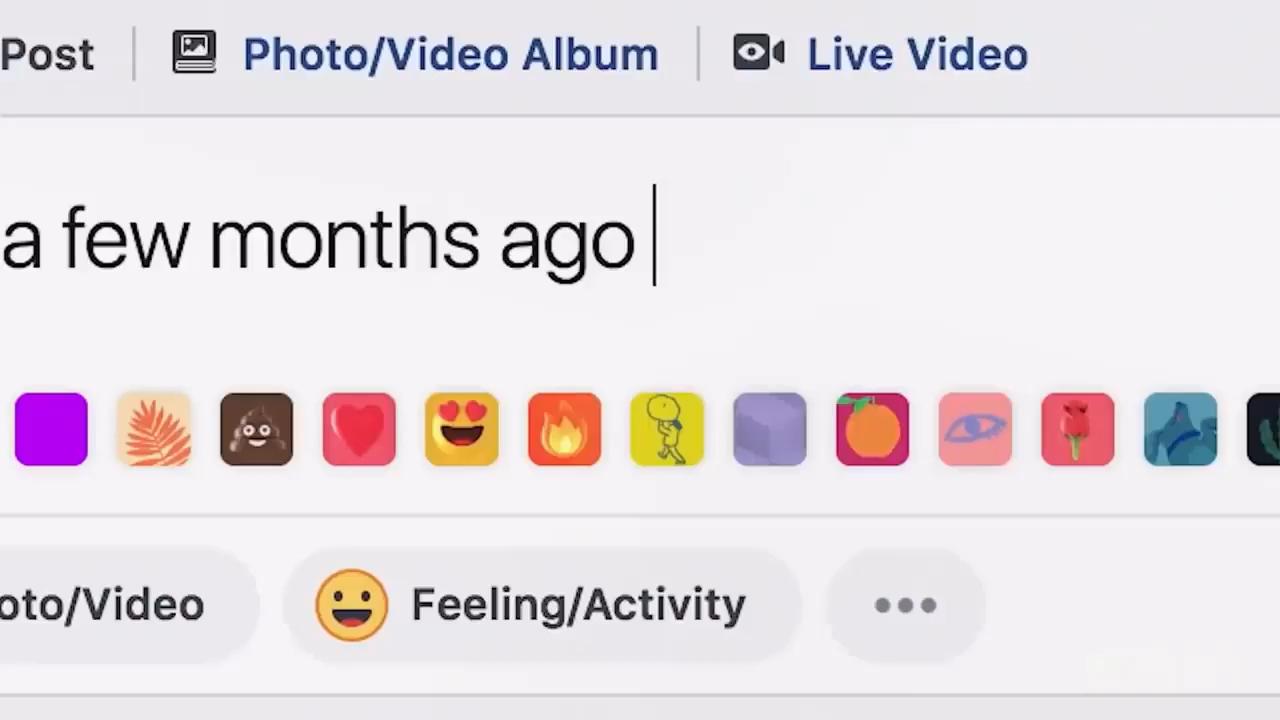 Post
Photo/Video Album
Live Video
a few months ago
oto/Video
Feeling/Activity